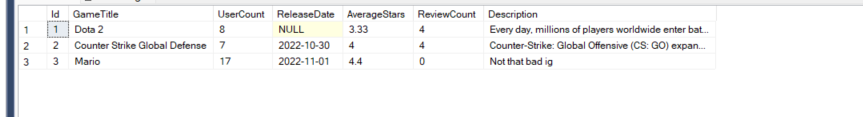 Id GameTitle UserCount ReleaseDate AverageStars ReviewCount Description
1 1 Dota 2 8 NULL 3.33 4 Every day, millions of players worldwide enter bat...
2 2 Counter Strike Global Defense 7 2022-10-30 4 4 Counter-Strike: Global Offensive (CS: GO) expan...
3 3 Mario 17 2022-11-01 4.4 0 Not that bad ig